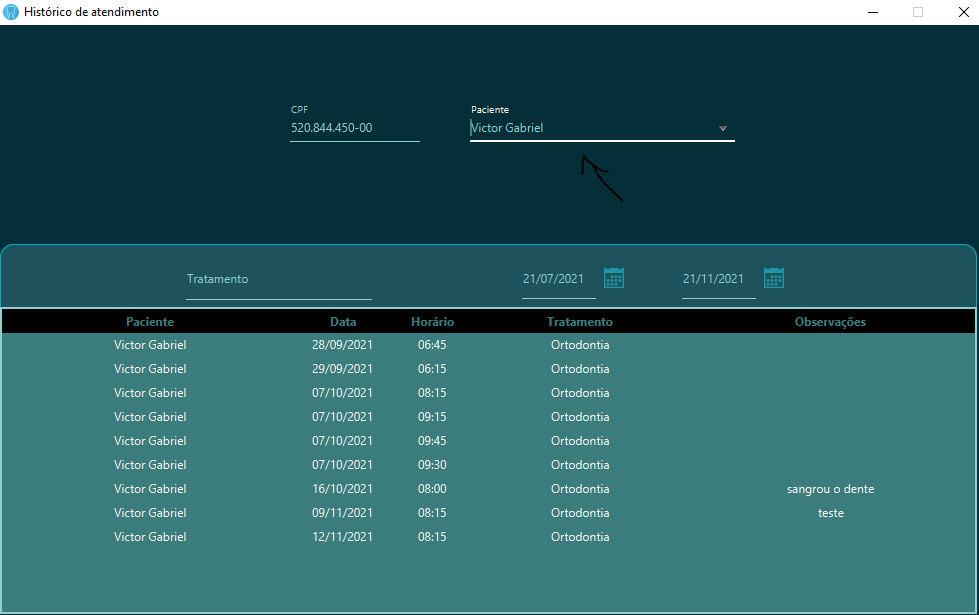 Histórico de atendimento
CPF Paciente
520.844.450-00 Victor Gabriel
Tratamento 21/07/2021 21/11/2021
Paciente Data Horário Tratamento Observações
Victor Gabriel 28/09/2021 06:45 Ortodontia
Victor Gabriel 29/09/2021 06:15 Ortodontia
Victor Gabriel 07/10/2021 08:15 Ortodontia
Victor Gabriel 07/10/2021 09:15 Ortodontia
Victor Gabriel 07/10/2021 09:45 Ortodontia
Victor Gabriel 07/10/2021 09:30 Ortodontia
Victor Gabriel 16/10/2021 08:00 Ortodontia sangrou o dente
Victor Gabriel 09/11/2021 08:15 Ortodontia teste
Victor Gabriel 12/11/2021 08:15 Ortodontia